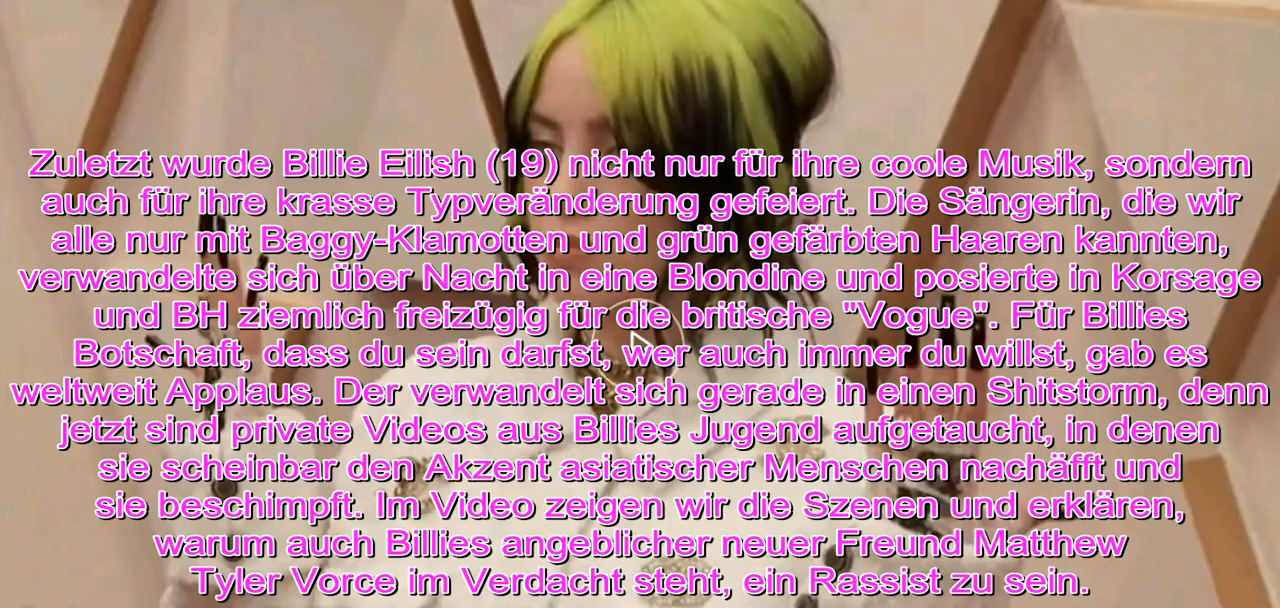 Zuletzt wurde Billie Eilish (19) nicht nur für ihre coole Musik, sondern
auch für ihre krasse Typveränderung gefeiert. Die Sängerin, die wir
alle nur mit Baggy-Klamotten und grün gefärbten Haaren kannten,
verwandelte sich über Nacht in eine Blondine und posierte in Korsage
und BH ziemlich freizügig für die britische "Vogue". Für Billies
Botschaft, dass du sein darfst, wer auch immer du willst, gab es
weltweit Applaus. Der verwandelt sich gerade in einen Shitstorm, denn
jetzt sind private Videos aus Billies Jugend aufgetaucht, in denen
sie scheinbar den Akzent asiatischer Menschen nachäfft und
sie beschimpft. Im Video zeigen wir die Szenen und erklären,
warum auch Billies angeblicher neuer Freund Matthew
Tyler Vorce im Verdacht steht, ein Rassist zu sein.